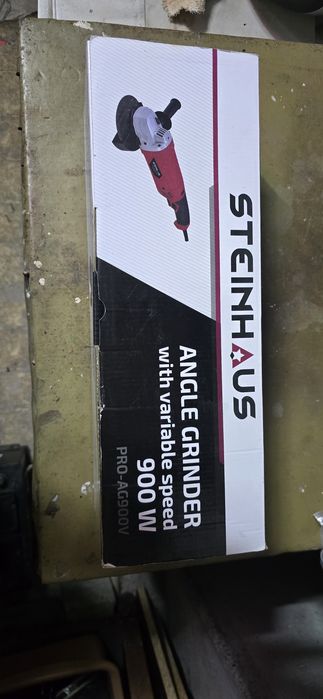 STEINHAUS
ANGLE GRINDER
with variable speed
900 W
PRO-AG900V